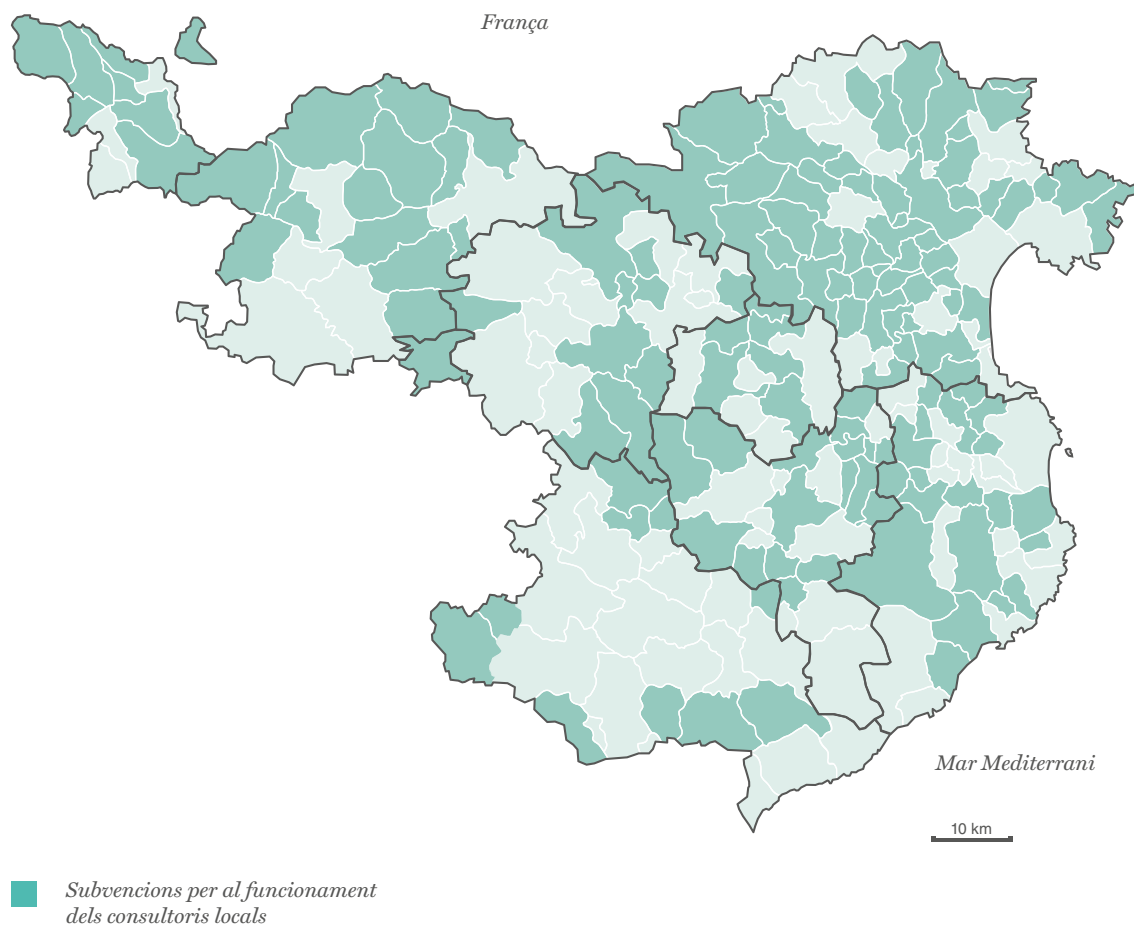 França
Mar Mediterrani
10 km
Subvencions per al funcionament
dels consultoris locals